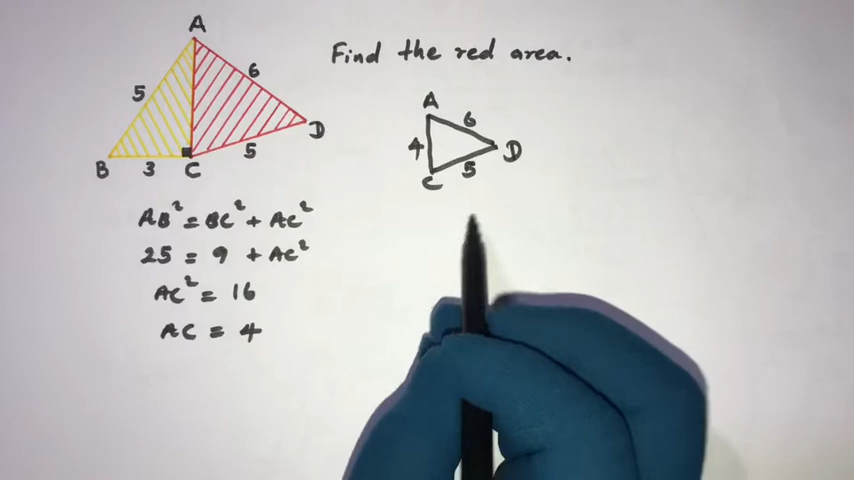 Find the red area.
A
5
6
B
3
C
5
D
A
4
6
C
5
D
AB² = BC² + AC²
25 = 9 + AC²
AC² = 16
AC = 4